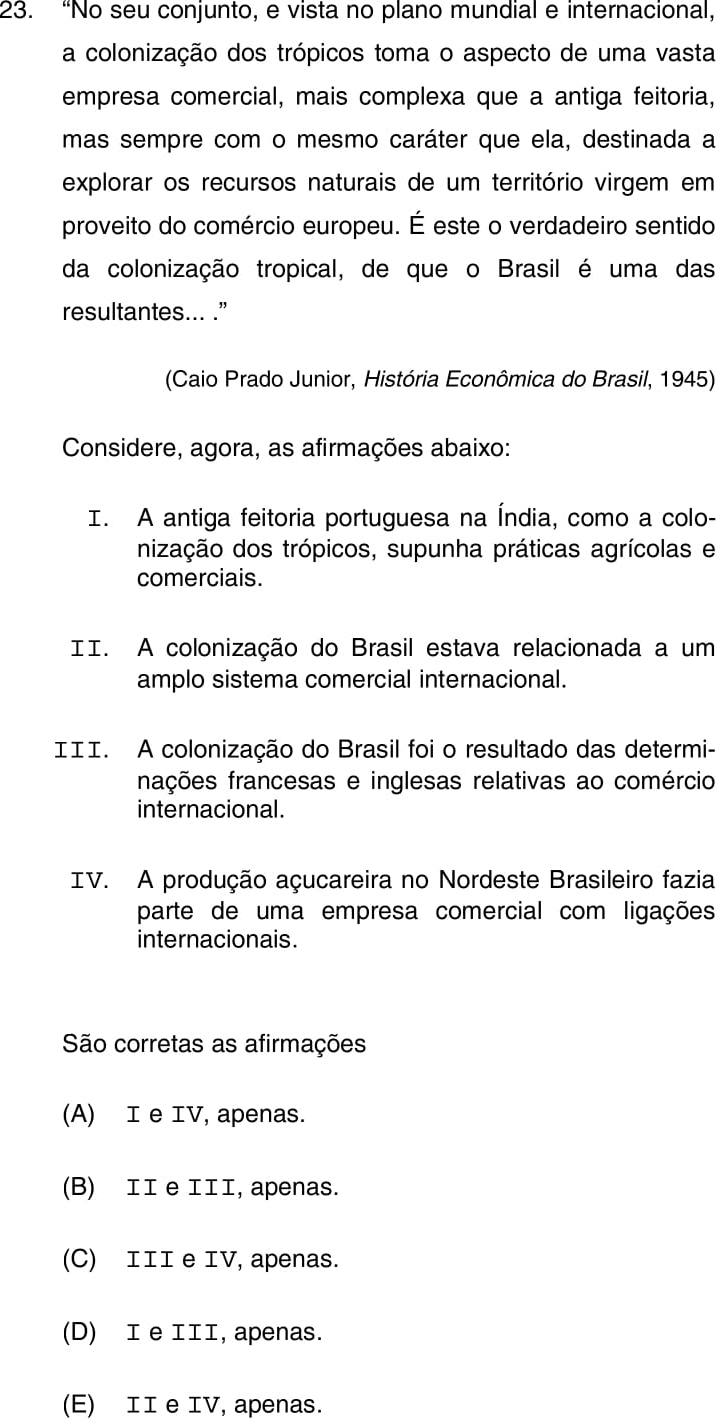 23. “No seu conjunto, e vista no plano mundial e internacional,
a colonização dos trópicos toma o aspecto de uma vasta
empresa comercial, mais complexa que a antiga feitoria,
mas sempre com o mesmo caráter que ela, destinada a
explorar os recursos naturais de um território virgem em
proveito do comércio europeu. É este o verdadeiro sentido
da colonização tropical, de que o Brasil é uma das
resultantes... .”
(Caio Prado Junior, História Econômica do Brasil, 1945)
Considere, agora, as afirmações abaixo:
I. A antiga feitoria portuguesa na Índia, como a colo-
nização dos trópicos, supunha práticas agrícolas e
comerciais.
II. A colonização do Brasil estava relacionada a um
amplo sistema comercial internacional.
III. A colonização do Brasil foi o resultado das determi-
nações francesas e inglesas relativas ao comércio
internacional.
IV. A produção açucareira no Nordeste Brasileiro fazia
parte de uma empresa comercial com ligações
internacionais.
São corretas as afirmações
(A) I e IV, apenas.
(B) II e III, apenas.
(C) III e IV, apenas.
(D) I e III, apenas.
(E) II e IV, apenas.